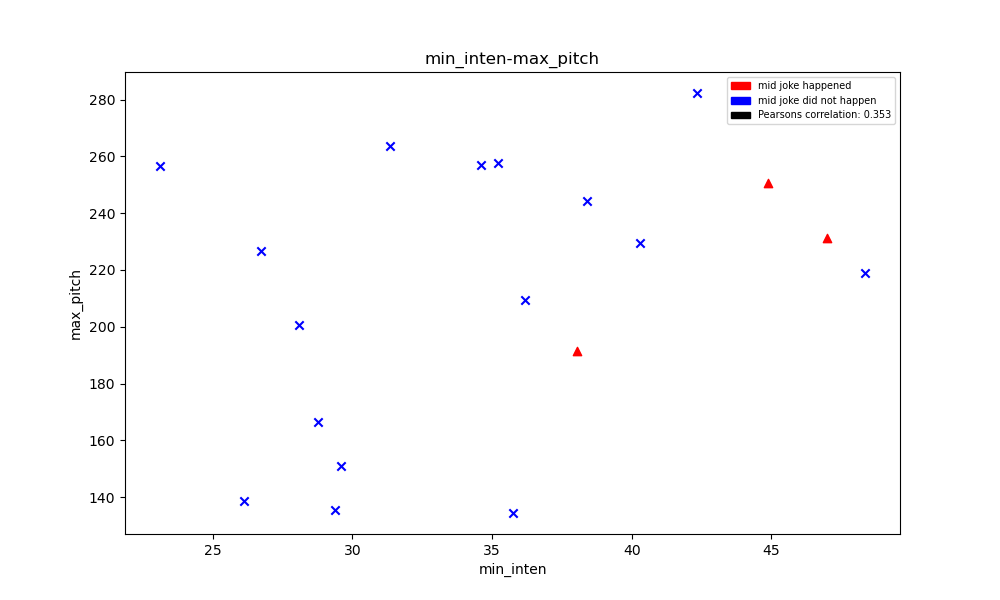 min_inten-max_pitch
mid joke happened
mid joke did not happen
Pearsons correlation: 0.353
280
260
240
220
200
180
160
140
max_pitch
25 30 35 40 45
min_inten